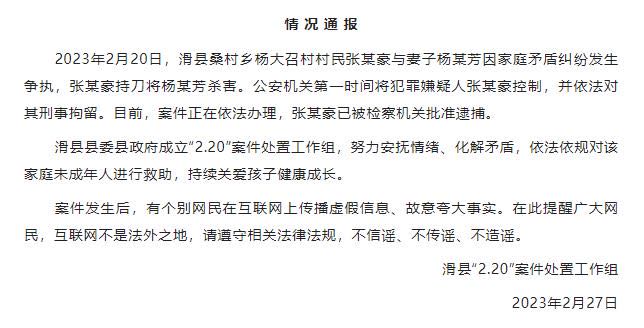 情况通报
2023年2月20日，滑县桑村乡杨大召村村民张某豪与妻子杨某芳因家庭矛盾纠纷发生
争执，张某豪持刀将杨某芳杀害。公安机关第一时间将犯罪嫌疑人张某豪控制，并依法对
其刑事拘留。目前，案件正在依法办理，张某豪已被检察机关批准逮捕。
滑县县委县政府成立“2.20”案件处置工作组，努力安抚情绪、化解矛盾，依法依规对该
家庭未成年人进行救助，持续关爱孩子健康成长。
案件发生后，有个别网民在互联网上传播虚假信息、故意夸大事实。在此提醒广大网
民，互联网不是法外之地，请遵守相关法律法规，不信谣、不传谣、不造谣。
滑县“2.20”案件处置工作组
2023年2月27日